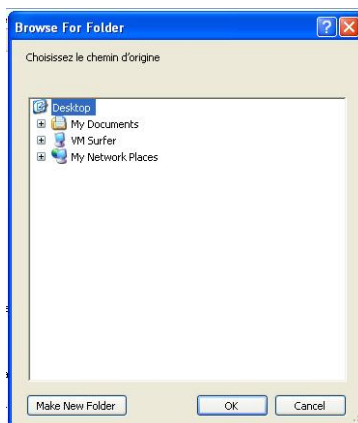 Browse For Folder
Choisissez le chemin d'origine
Desktop
My Documents
VM Surfer
My Network Places
Make New Folder
OK
Cancel